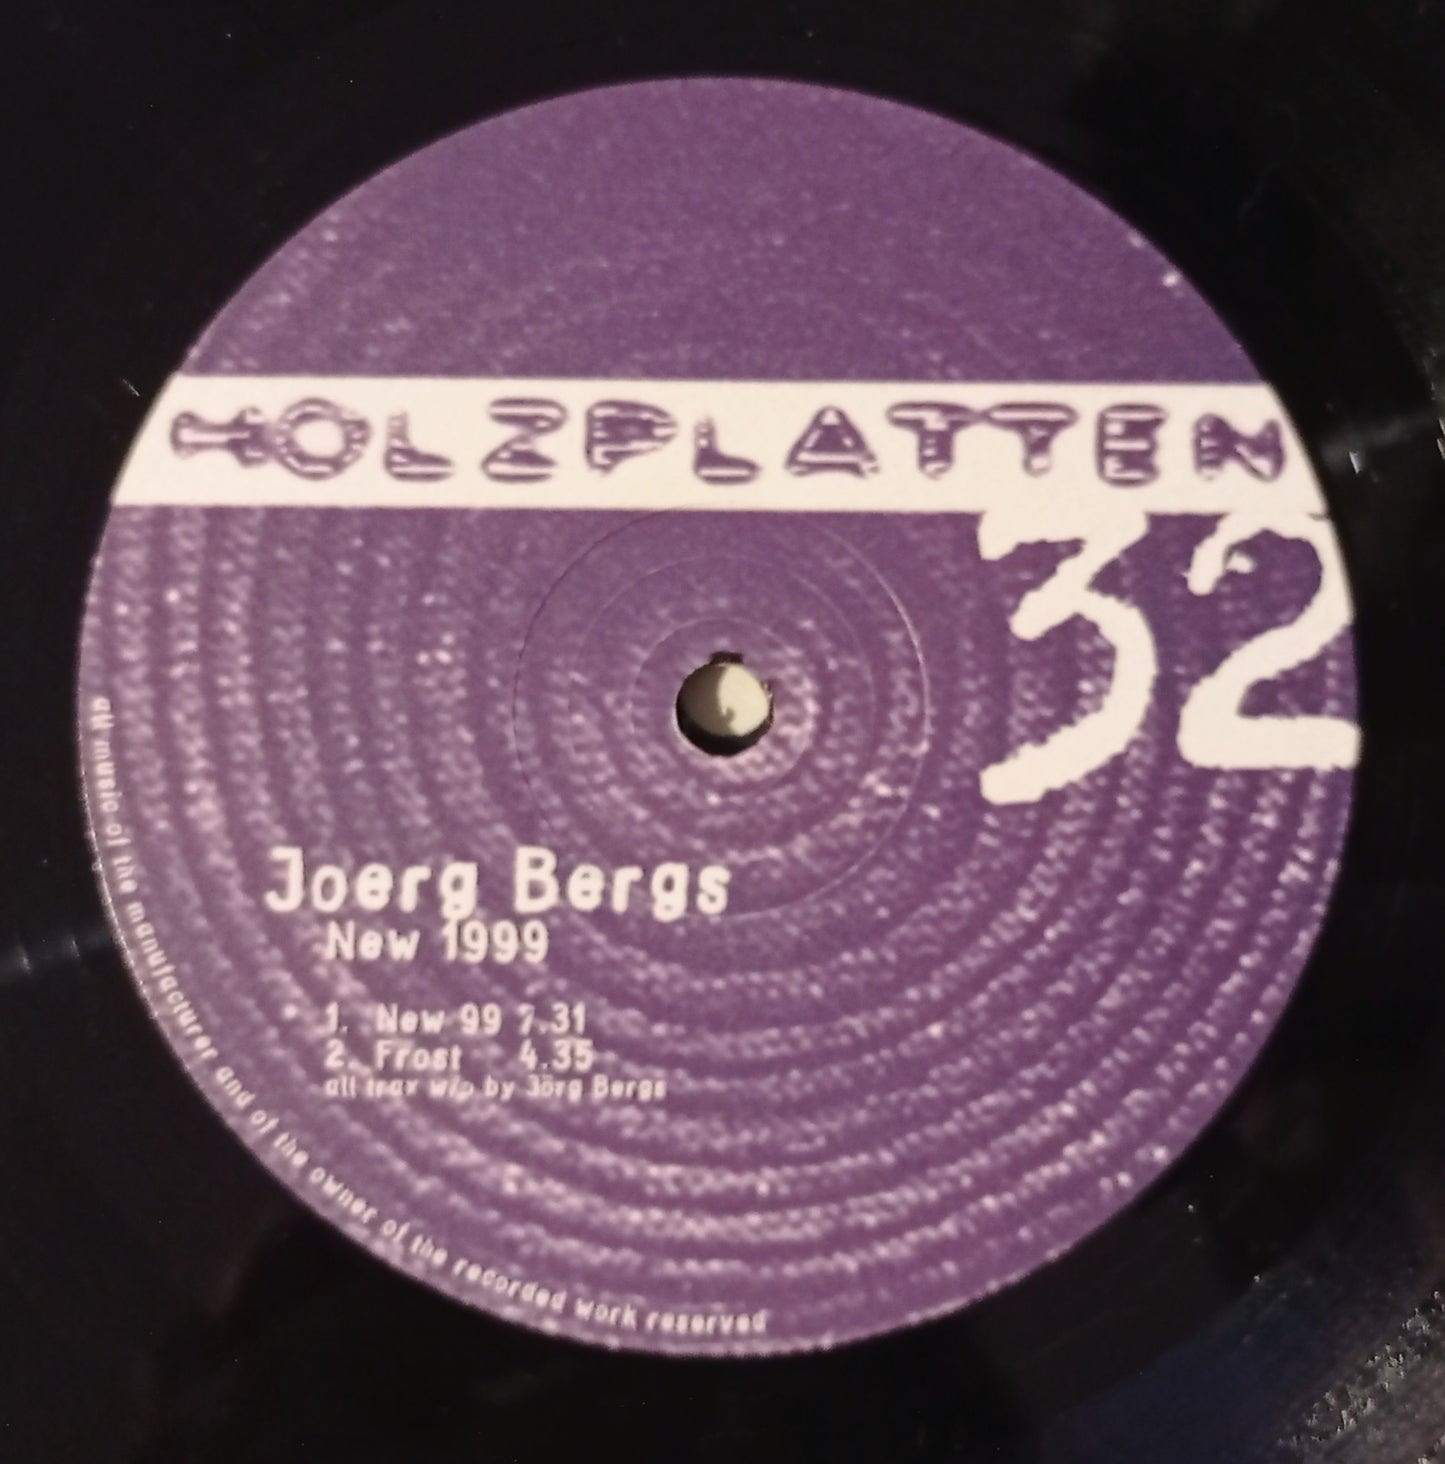 HOLZPLATTEN
32
Joerg Bergs
New 1999
1. New 99 7.31
2. Frost 4.35
all trax w/p by Jörg Bergs
all music of the manufacturer and of the owner of the recorded work reserved